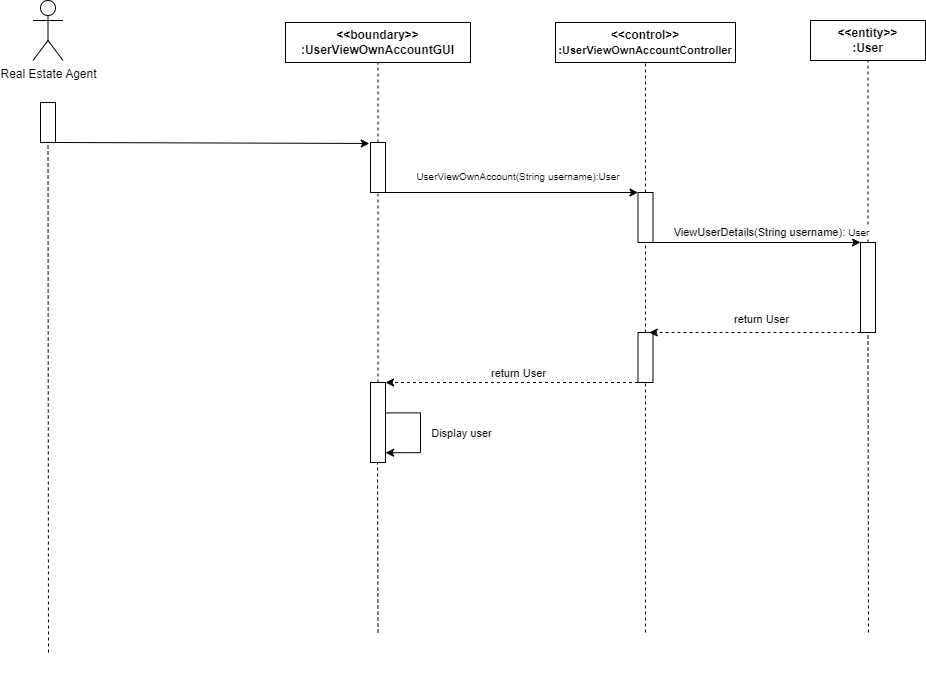 Real Estate Agent
<<boundary>>
:UserViewOwnAccountGUI
<<control>>
:UserViewOwnAccountController
<<entity>>
:User
UserViewOwnAccount(String username):User
ViewUserDetails(String username): User
return User
return User
Display user